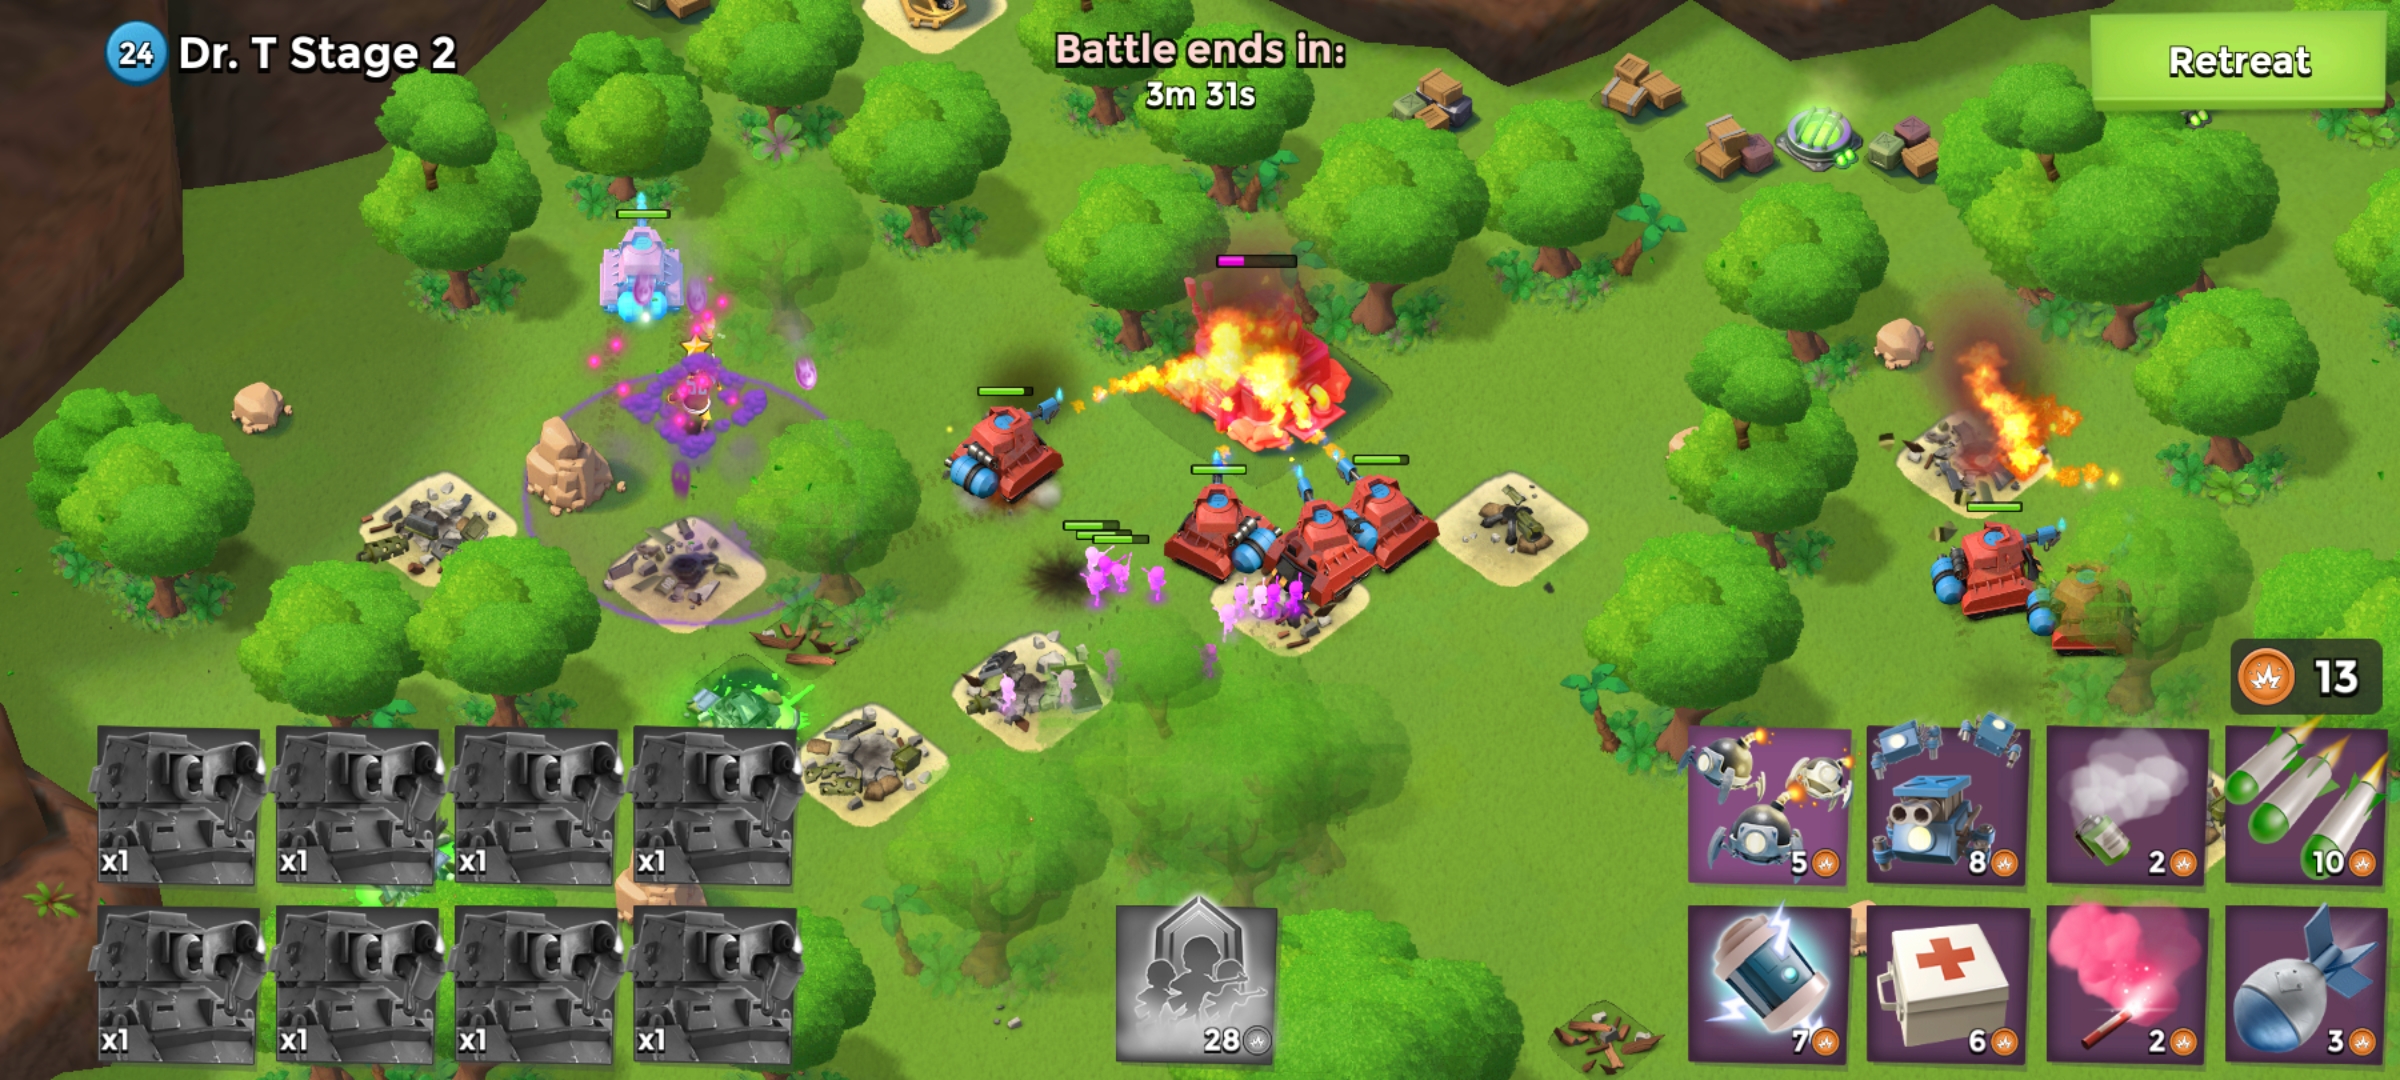 24 Dr. T Stage 2
Battle ends in:
3m 31s
Retreat
13
x1 x1 x1 x1
5 8 2 10
x1 x1 x1 x1
28
7 6 2 3